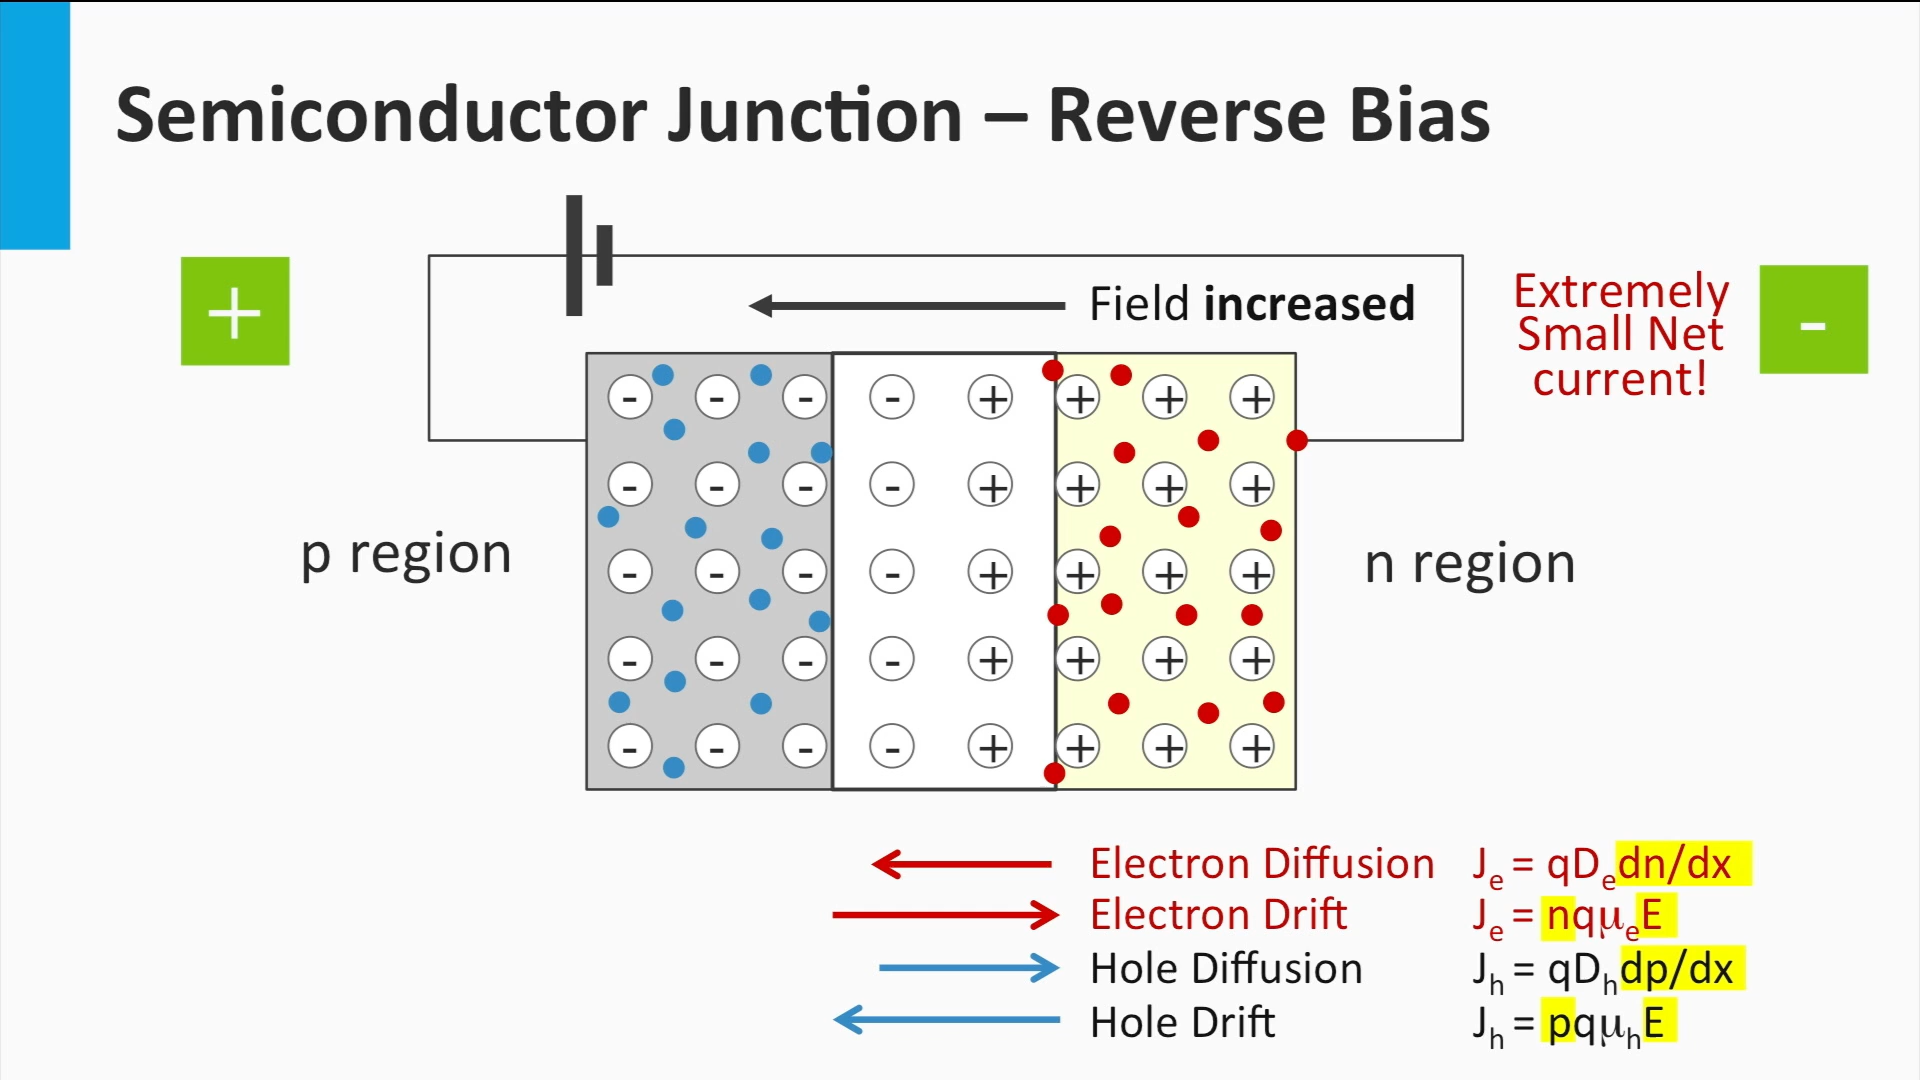 Semiconductor Junction – Reverse Bias
+
Field increased
Extremely
Small Net
current!
-
- - - - + + + +
- - - - + + + +
p region
- - - - + + + +
n region
- - - - + + + +
- - - - + + + +
Electron Diffusion Jₑ = qDₑdn/dx
Electron Drift Jₑ = nqμₑE
Hole Diffusion Jₕ = qDₕdp/dx
Hole Drift Jₕ = pqμₕE